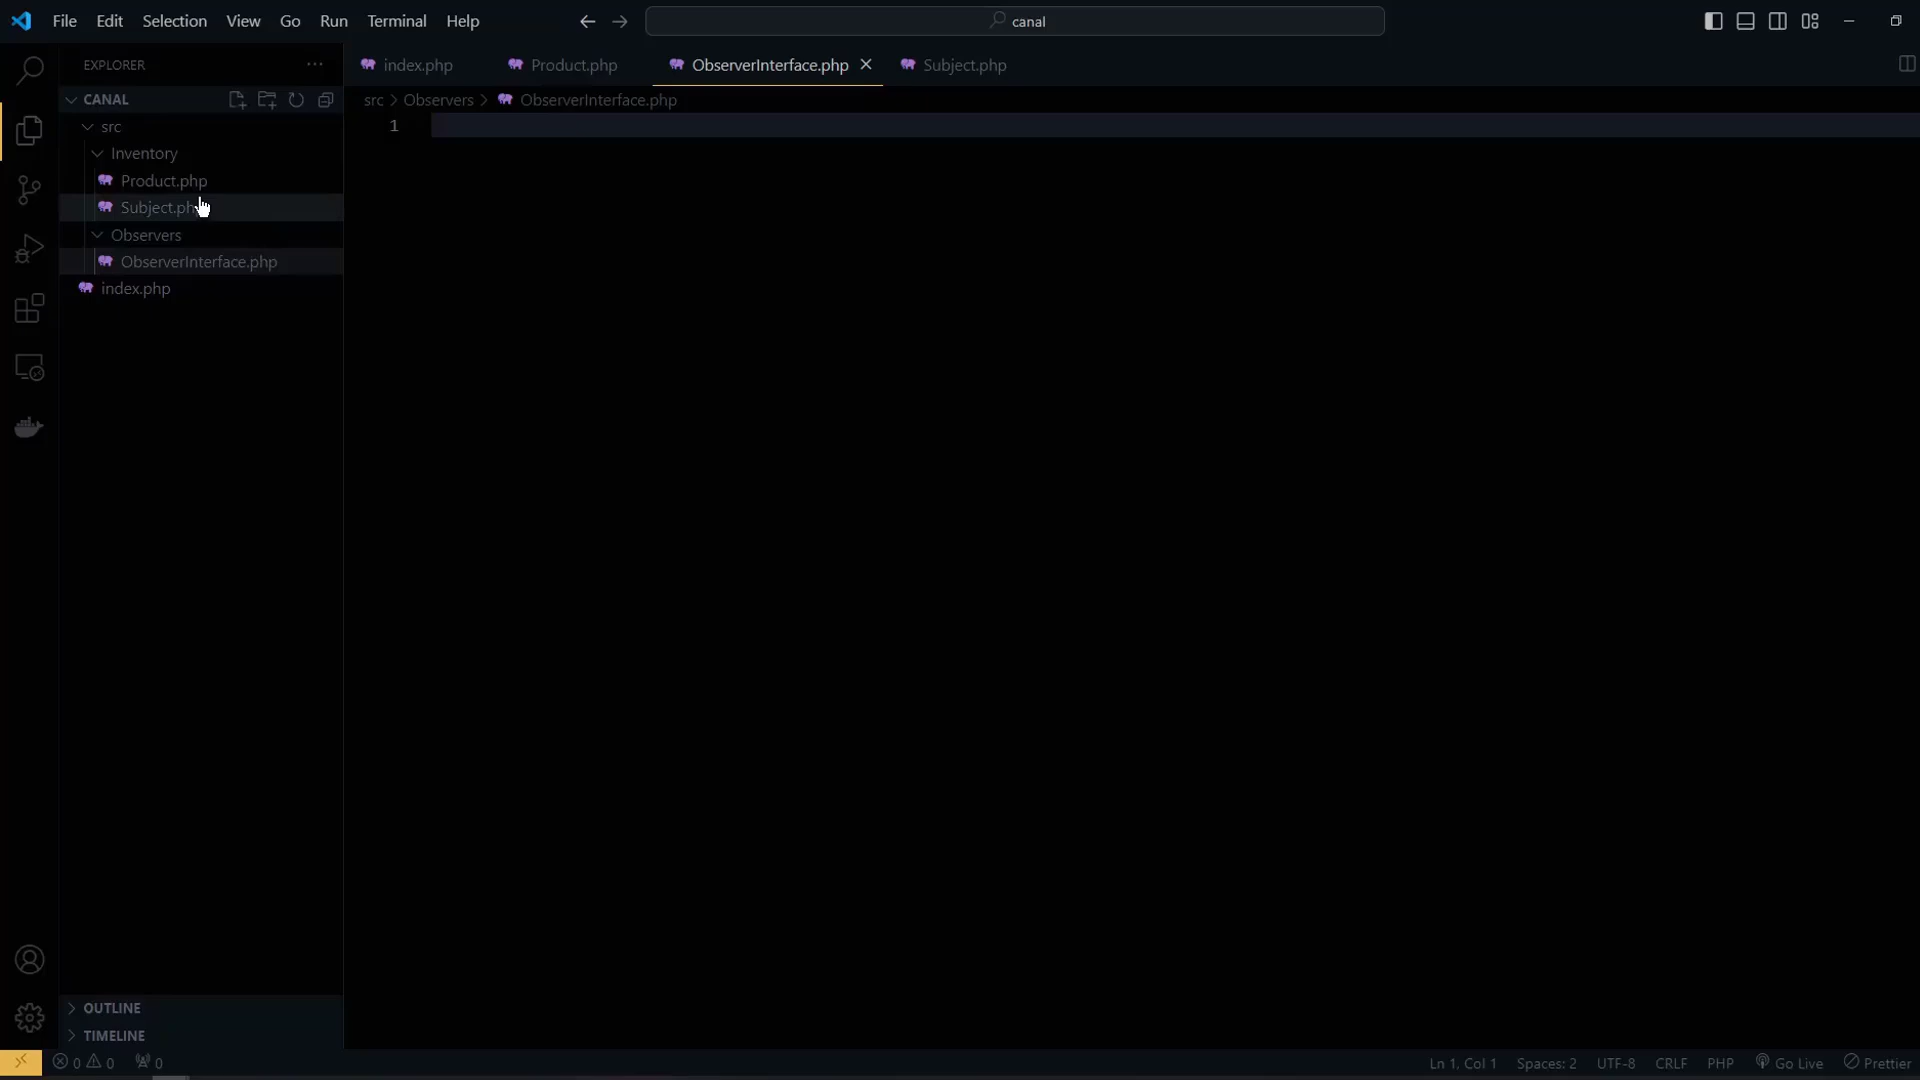 File Edit Selection View Go Run Terminal Help
canal
EXPLORER
CANAL
src
Inventory
Product.php
Observers
ObserverInterface.php
index.php
OUTLINE
TIMELINE
index.php Product.php ObserverInterface.php Subject.php
src > Observers > ObserverInterface.php
1
0 0 0
Ln 1, Col 1 Spaces: 2 UTF-8 CRLF PHP Go Live Prettier